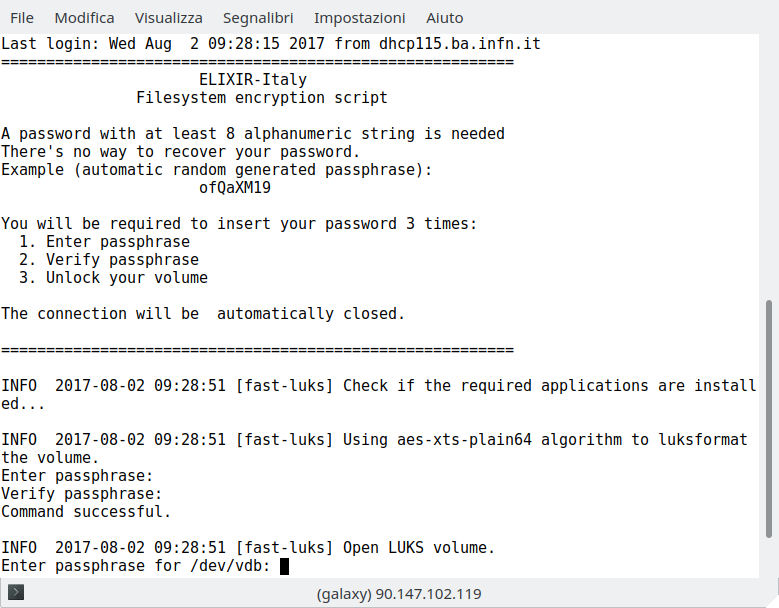 File Modifica Visualizza Segnalibri Impostazioni Aiuto
Last login: Wed Aug  2 09:28:15 2017 from dhcp115.ba.infn.it
=========================================================
ELIXIR-Italy
Filesystem encryption script
A password with at least 8 alphanumeric string is needed
There's no way to recover your password.
Example (automatic random generated passphrase):
ofQaXM19
You will be required to insert your password 3 times:
1. Enter passphrase
2. Verify passphrase
3. Unlock your volume
The connection will be  automatically closed.
=========================================================
INFO  2017-08-02 09:28:51 [fast-luks] Check if the required applications are install
ed...
INFO  2017-08-02 09:28:51 [fast-luks] Using aes-xts-plain64 algorithm to luksformat
the volume.
Enter passphrase:
Verify passphrase:
Command successful.
INFO  2017-08-02 09:28:51 [fast-luks] Open LUKS volume.
Enter passphrase for /dev/vdb:
(galaxy) 90.147.102.119